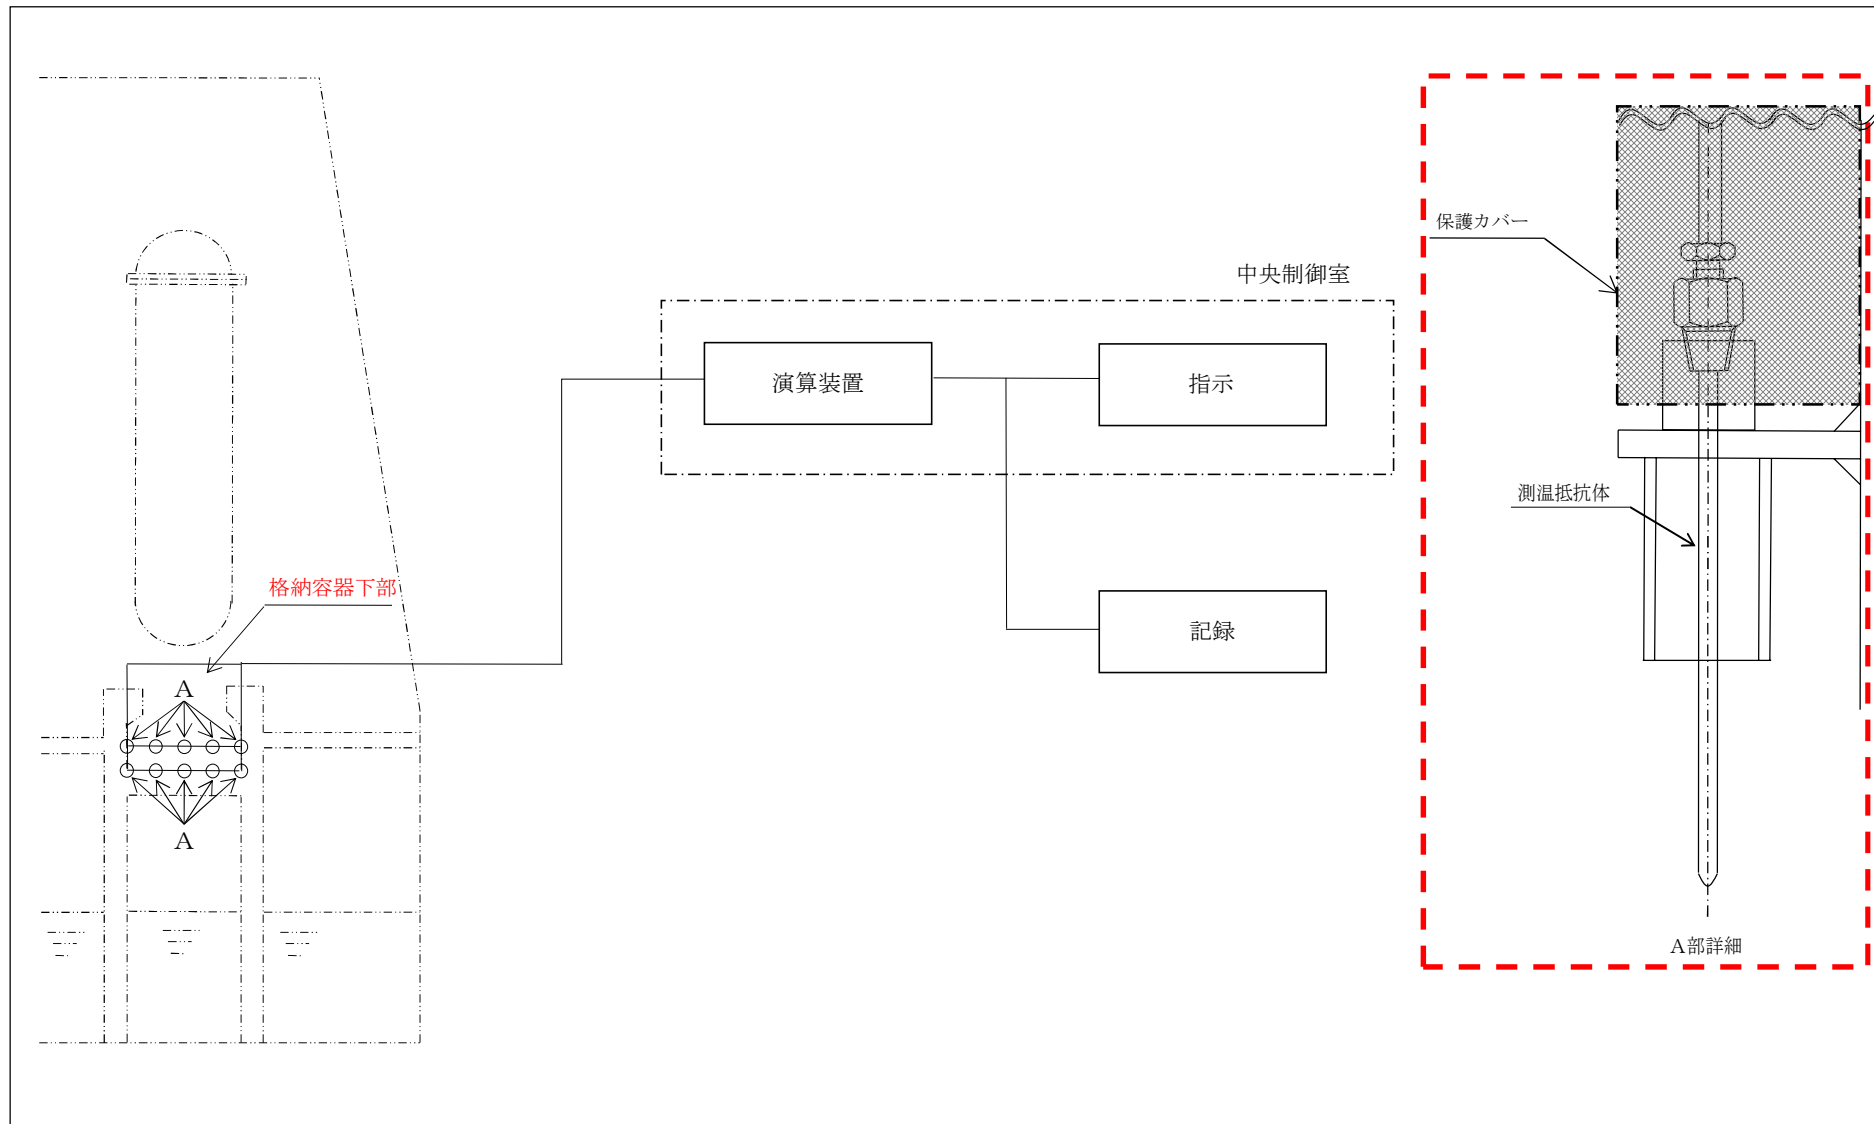 保護カバー
中央制御室
演算装置
指示
測温抵抗体
格納容器下部
記録
A
A
A部詳細